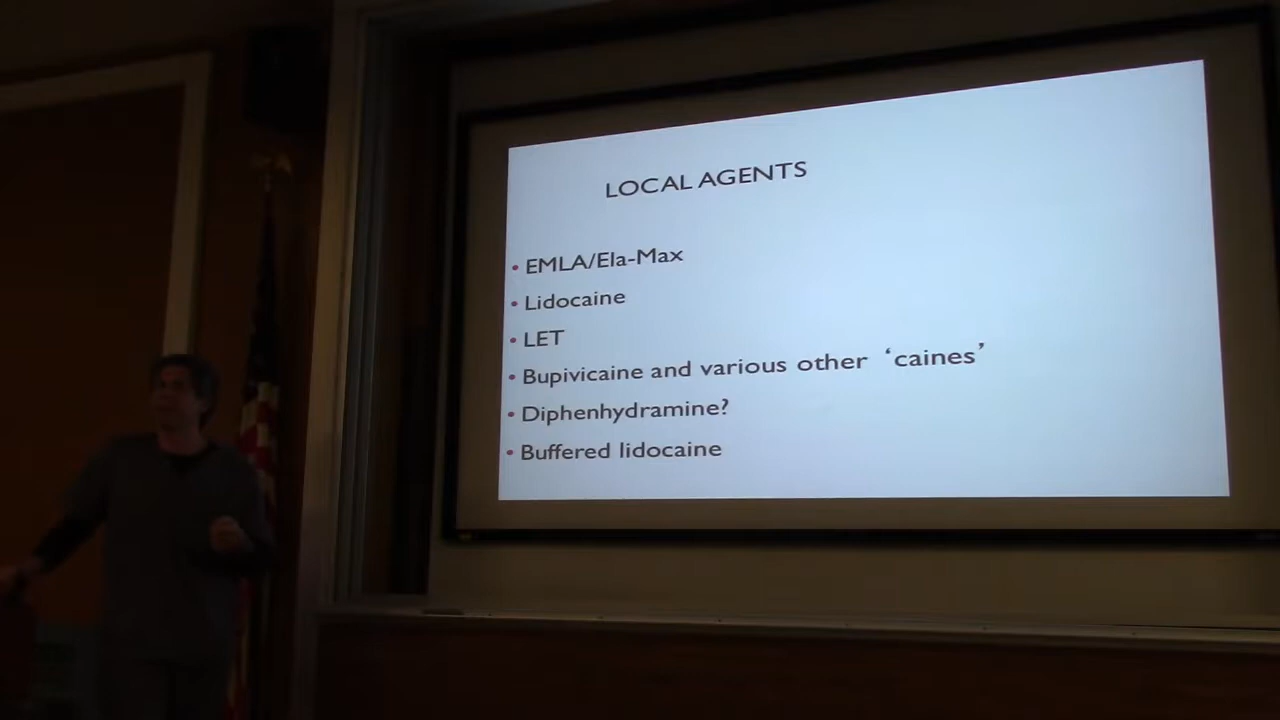 LOCAL AGENTS
• EMLA/Ela-Max
• Lidocaine
• LET
• Bupivicaine and various other ‘caines’
• Diphenhydramine?
• Buffered lidocaine